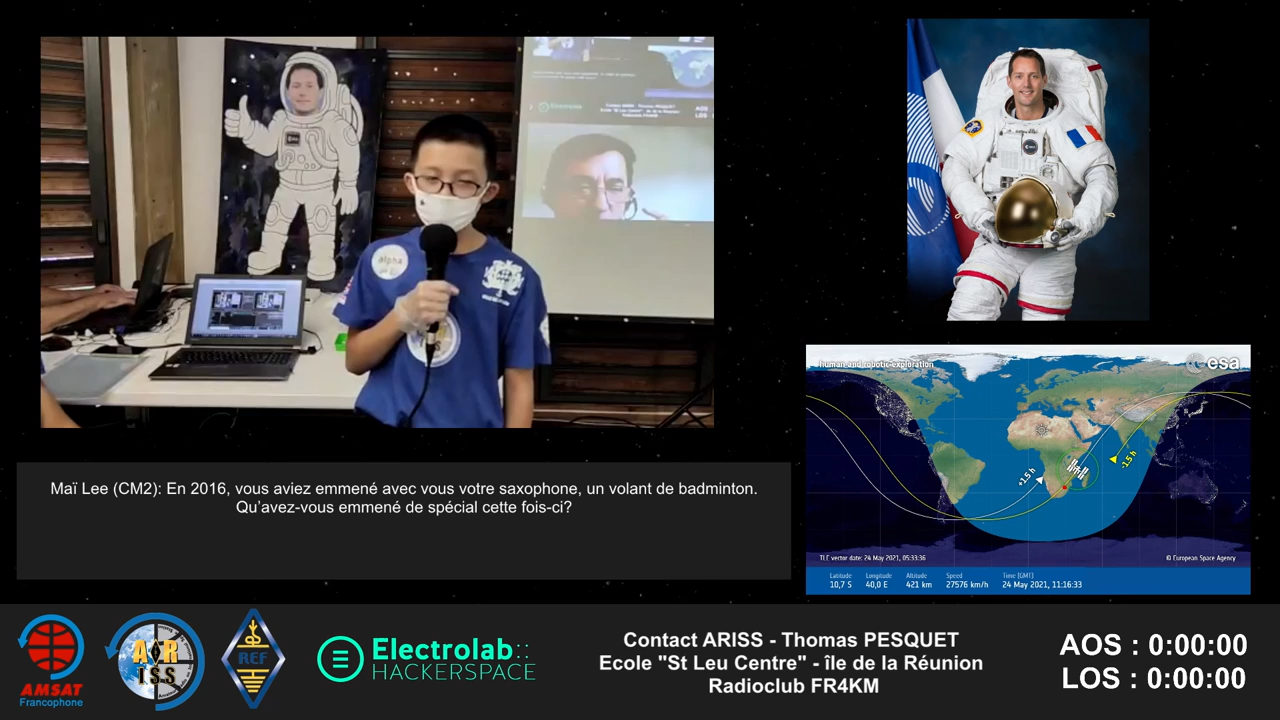 alpha
Electrolab
human and robotic exploration
esa
+1.5 h
-1.5 h
TLE vector date: 24 May 2021, 05:33:36
© European Space Agency
Latitude Longitude Altitude Speed Time (GMT)
10,7 S 40,0 E 421 km 27576 km/h 24 May 2021, 11:16:33
Maï Lee (CM2): En 2016, vous aviez emmené avec vous votre saxophone, un volant de badminton.
Qu’avez-vous emmené de spécial cette fois-ci?
AMSAT
Francophone
AR
ISS
REF
Electrolab::
HACKERSPACE
Contact ARISS - Thomas PESQUET
Ecole "St Leu Centre" - île de la Réunion
Radioclub FR4KM
AOS : 0:00:00
LOS : 0:00:00